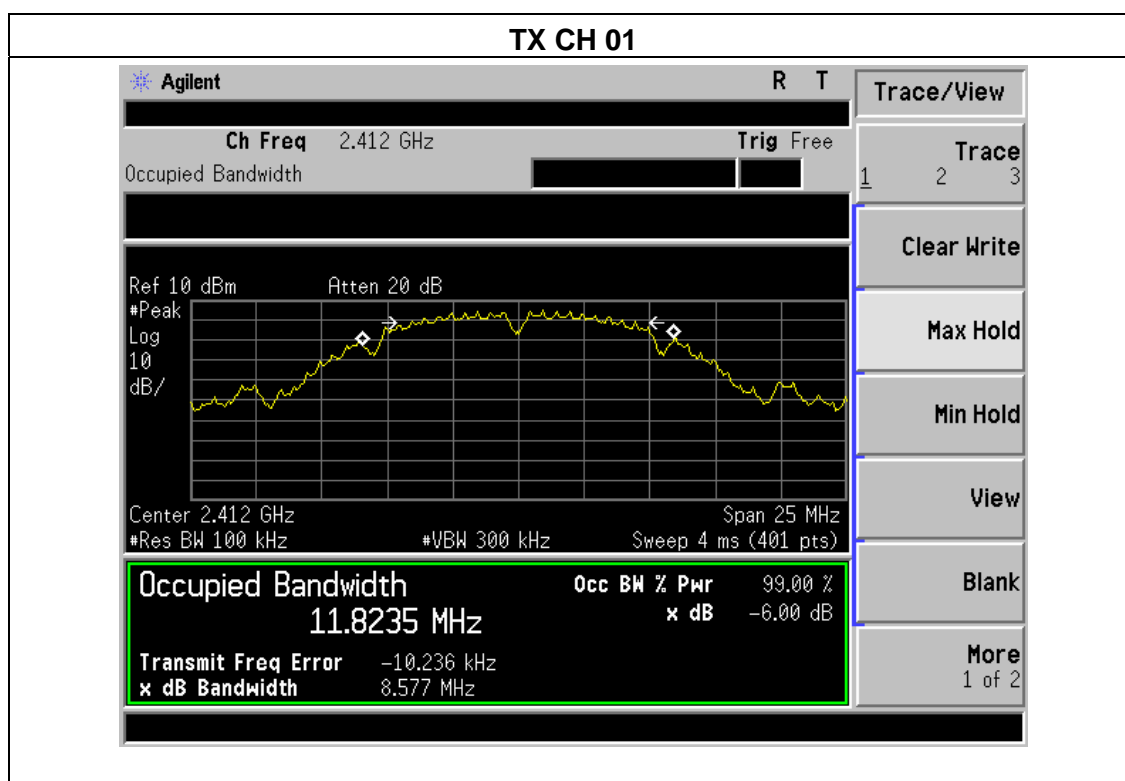 TX CH 01
Agilent
R T
Ch Freq 2.412 GHz
Trig Free
Occupied Bandwidth
Ref 10 dBm
Atten 20 dB
#Peak
Log
10
dB/
Center 2.412 GHz
Span 25 MHz
#Res BW 100 kHz
#VBW 300 kHz
Sweep 4 ms (401 pts)
Occupied Bandwidth
11.8235 MHz
Occ BW % Pwr 99.00 %
x dB -6.00 dB
Transmit Freq Error -10.236 kHz
x dB Bandwidth 8.577 MHz
Trace/View
Trace
1 2 3
Clear Write
Max Hold
Min Hold
View
Blank
More
1 of 2